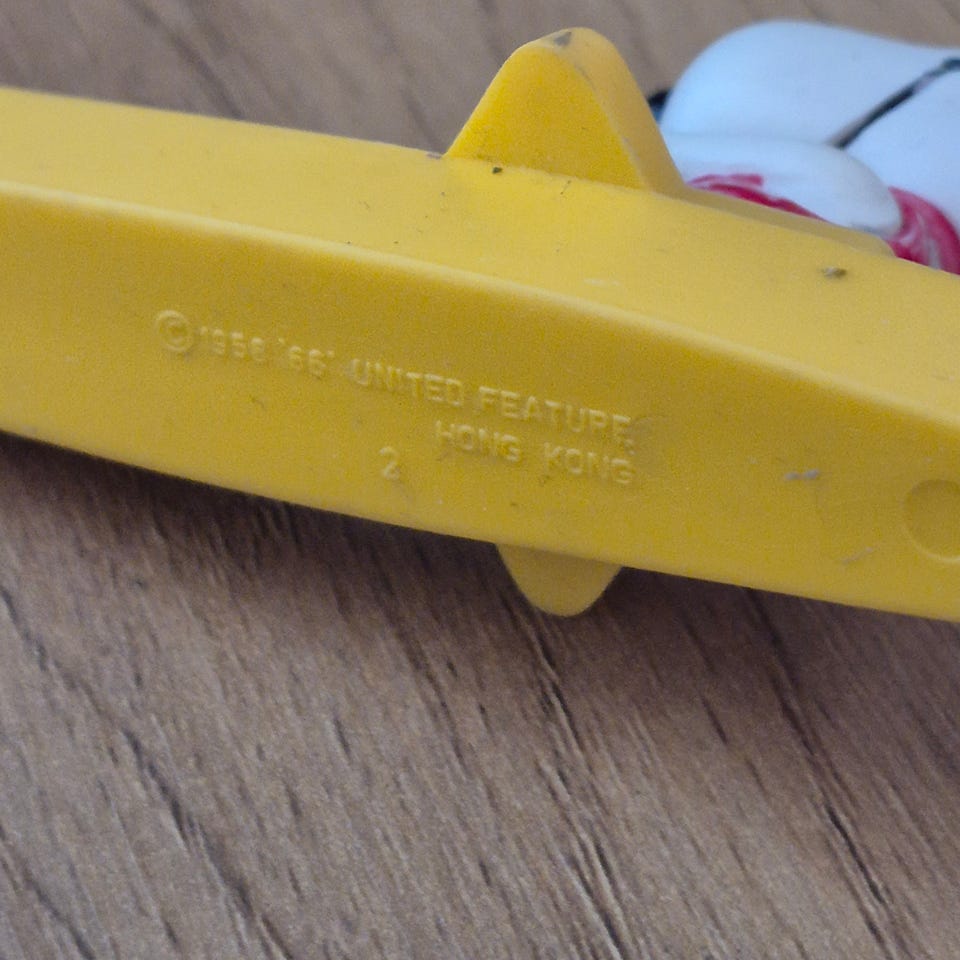 © 1958 '66' UNITED FEATURE,
HONG KONG
2